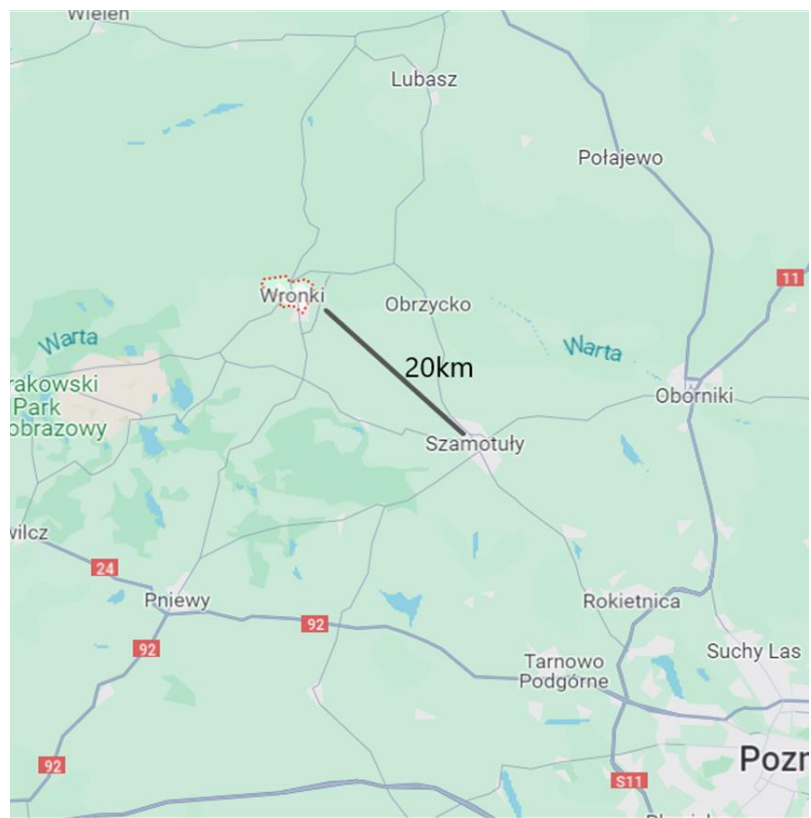 Wieleń
Lubasz
Połajewo
11
Wronki
Obrzycko
Warta
Warta
20km
rakowski
Park
obrazowy
Oborniki
Szamotuły
wilcz
24
Pniewy
92
Rokietnica
92
Suchy Las
Tarnowo
Podgórne
92
Pozn
S11